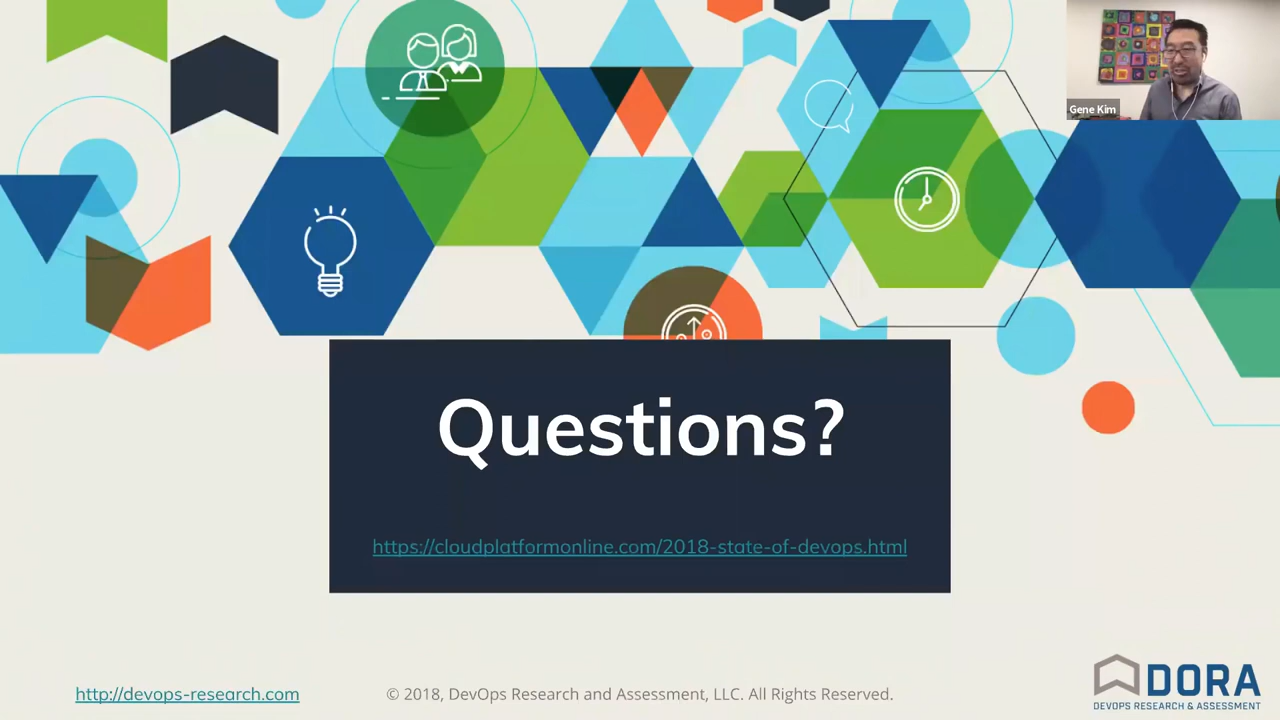 Gene Kim
Questions?
https://cloudplatformonline.com/2018-state-of-devops.html
http://devops-research.com
© 2018, DevOps Research and Assessment, LLC. All Rights Reserved.
DORA
DEVOPS RESEARCH & ASSESSMENT